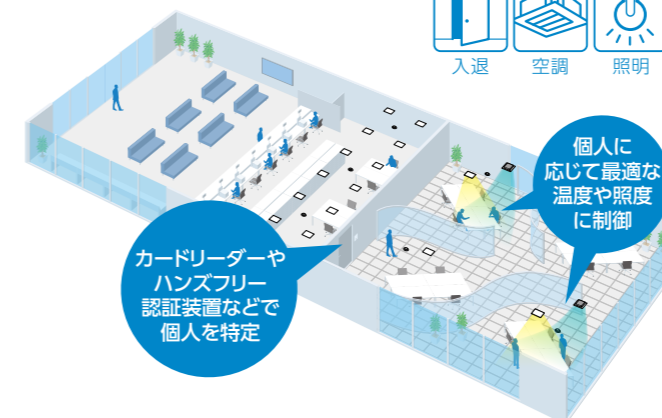 入退 空調 照明
個人に
応じて最適な
温度や照度
に制御
カードリーダーや
ハンズフリー
認証装置などで
個人を特定